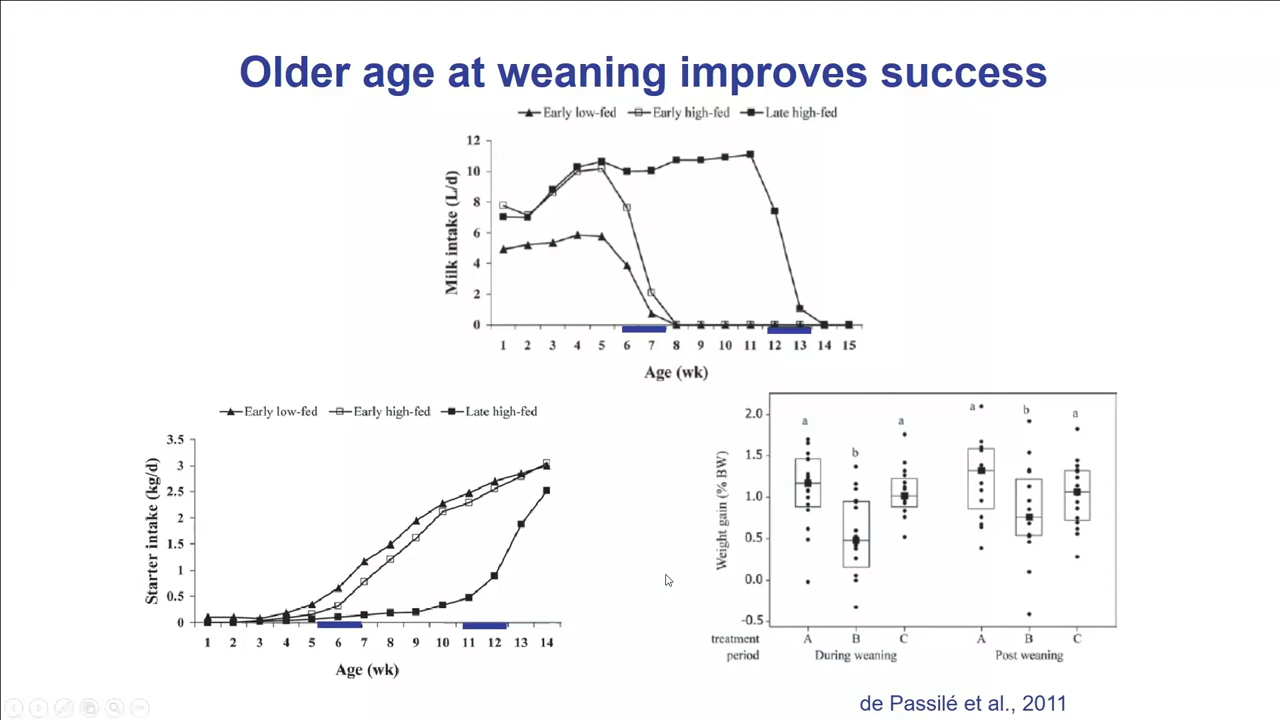 Older age at weaning improves success
Early low-fed Early high-fed Late high-fed
Milk intake (L/d)
12
10
8
6
4
2
0
1 2 3 4 5 6 7 8 9 10 11 12 13 14 15
Age (wk)
Early low-fed Early high-fed Late high-fed
Starter intake (kg/d)
3.5
3
2.5
2
1.5
1
0.5
0
1 2 3 4 5 6 7 8 9 10 11 12 13 14
Age (wk)
Weight gain (% BW)
2.0
1.5
1.0
0.5
0.0
-0.5
a b a a b a
treatment A B C A B C
period During weaning Post weaning
de Passilé et al., 2011